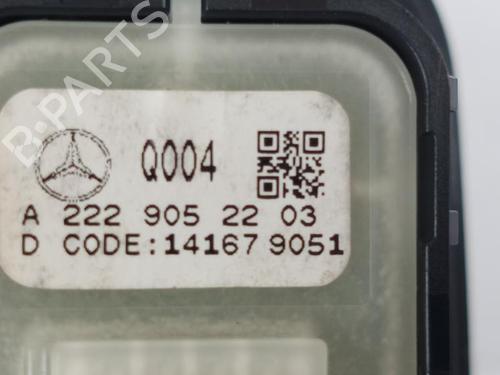 B-PARTS
Q004
A 222 905 22 03
D CODE:14167 9051